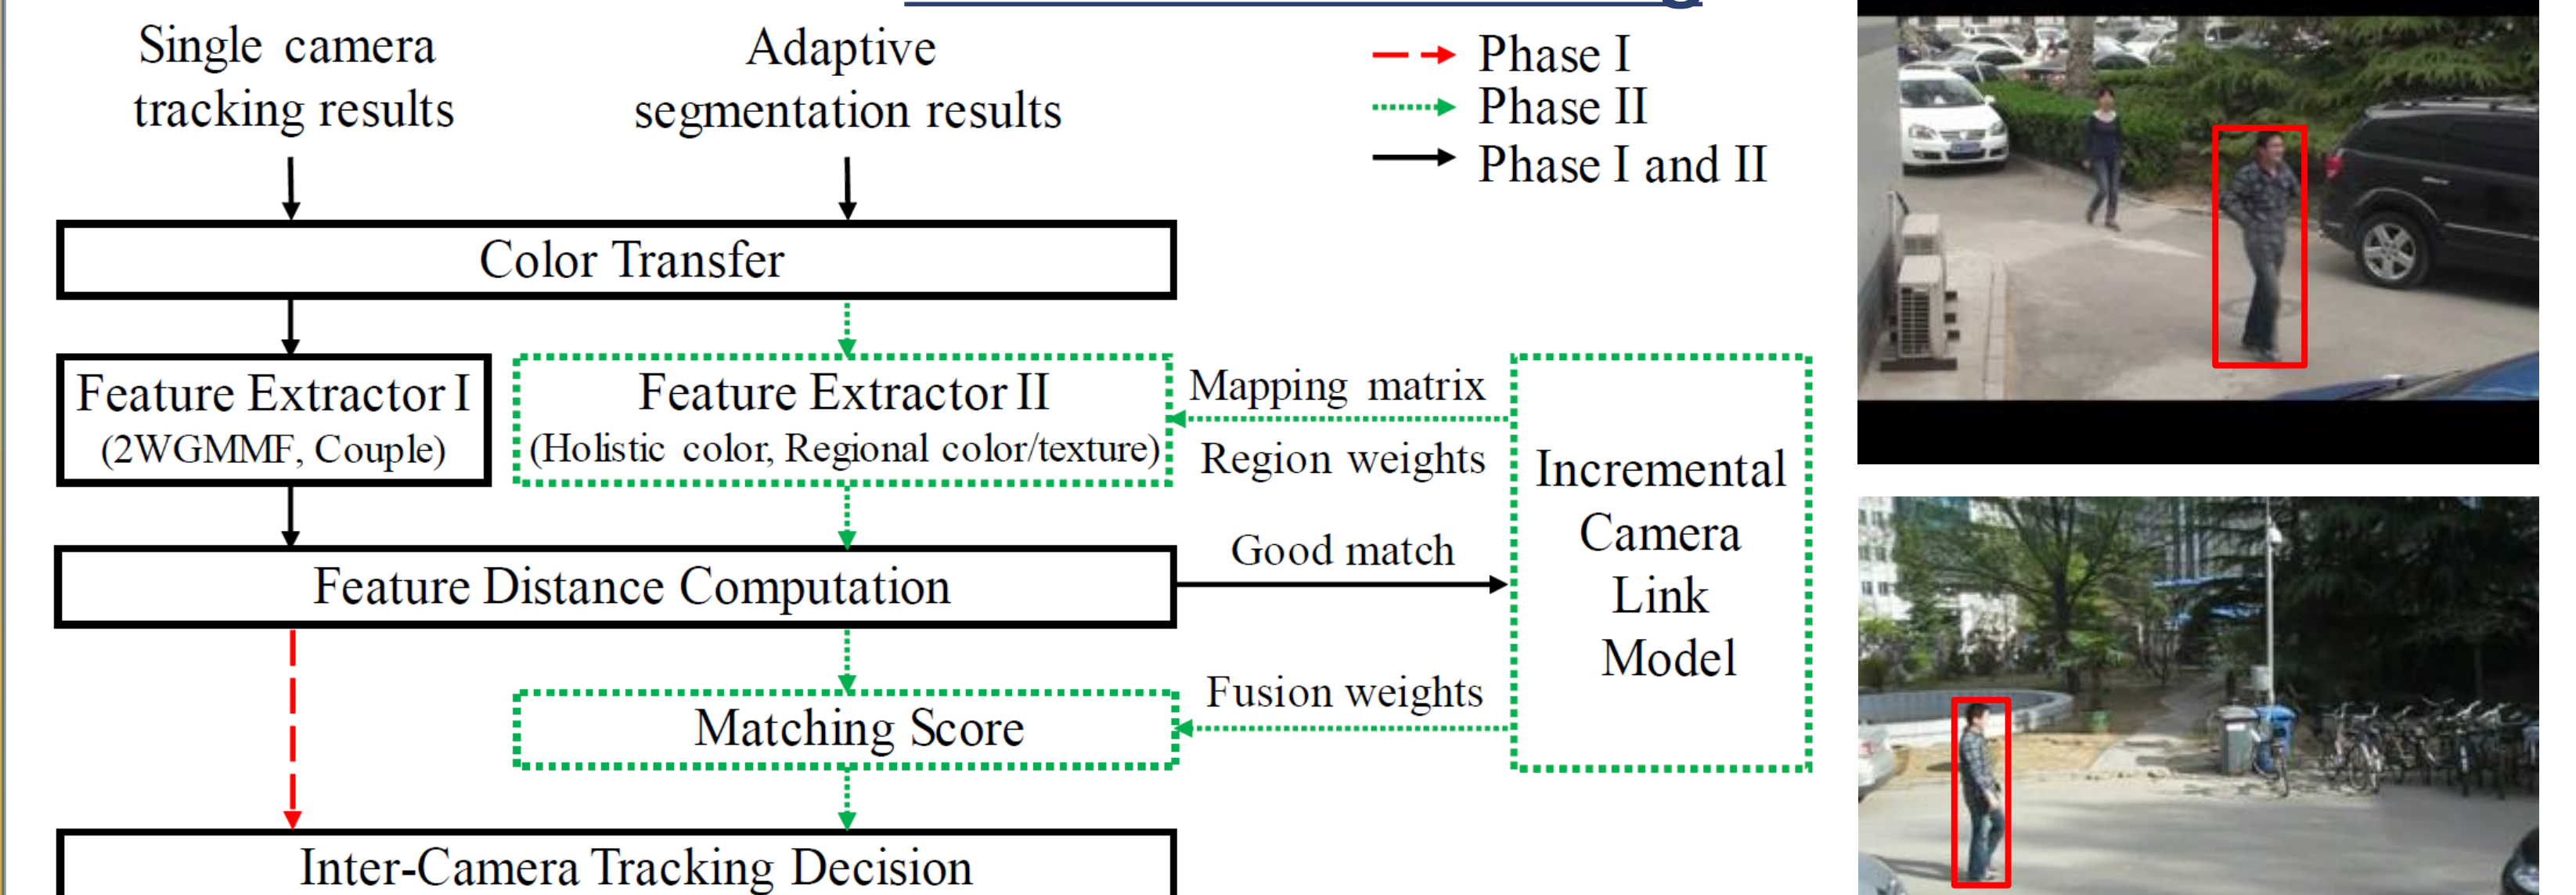 Single camera
tracking results
Adaptive
segmentation results
Phase I
Phase II
Phase I and II
Color Transfer
Feature Extractor I
(2WGMMF, Couple)
Feature Extractor II
(Holistic color, Regional color/texture)
Mapping matrix
Region weights
Incremental
Camera
Link
Model
Feature Distance Computation
Good match
Matching Score
Fusion weights
Inter-Camera Tracking Decision